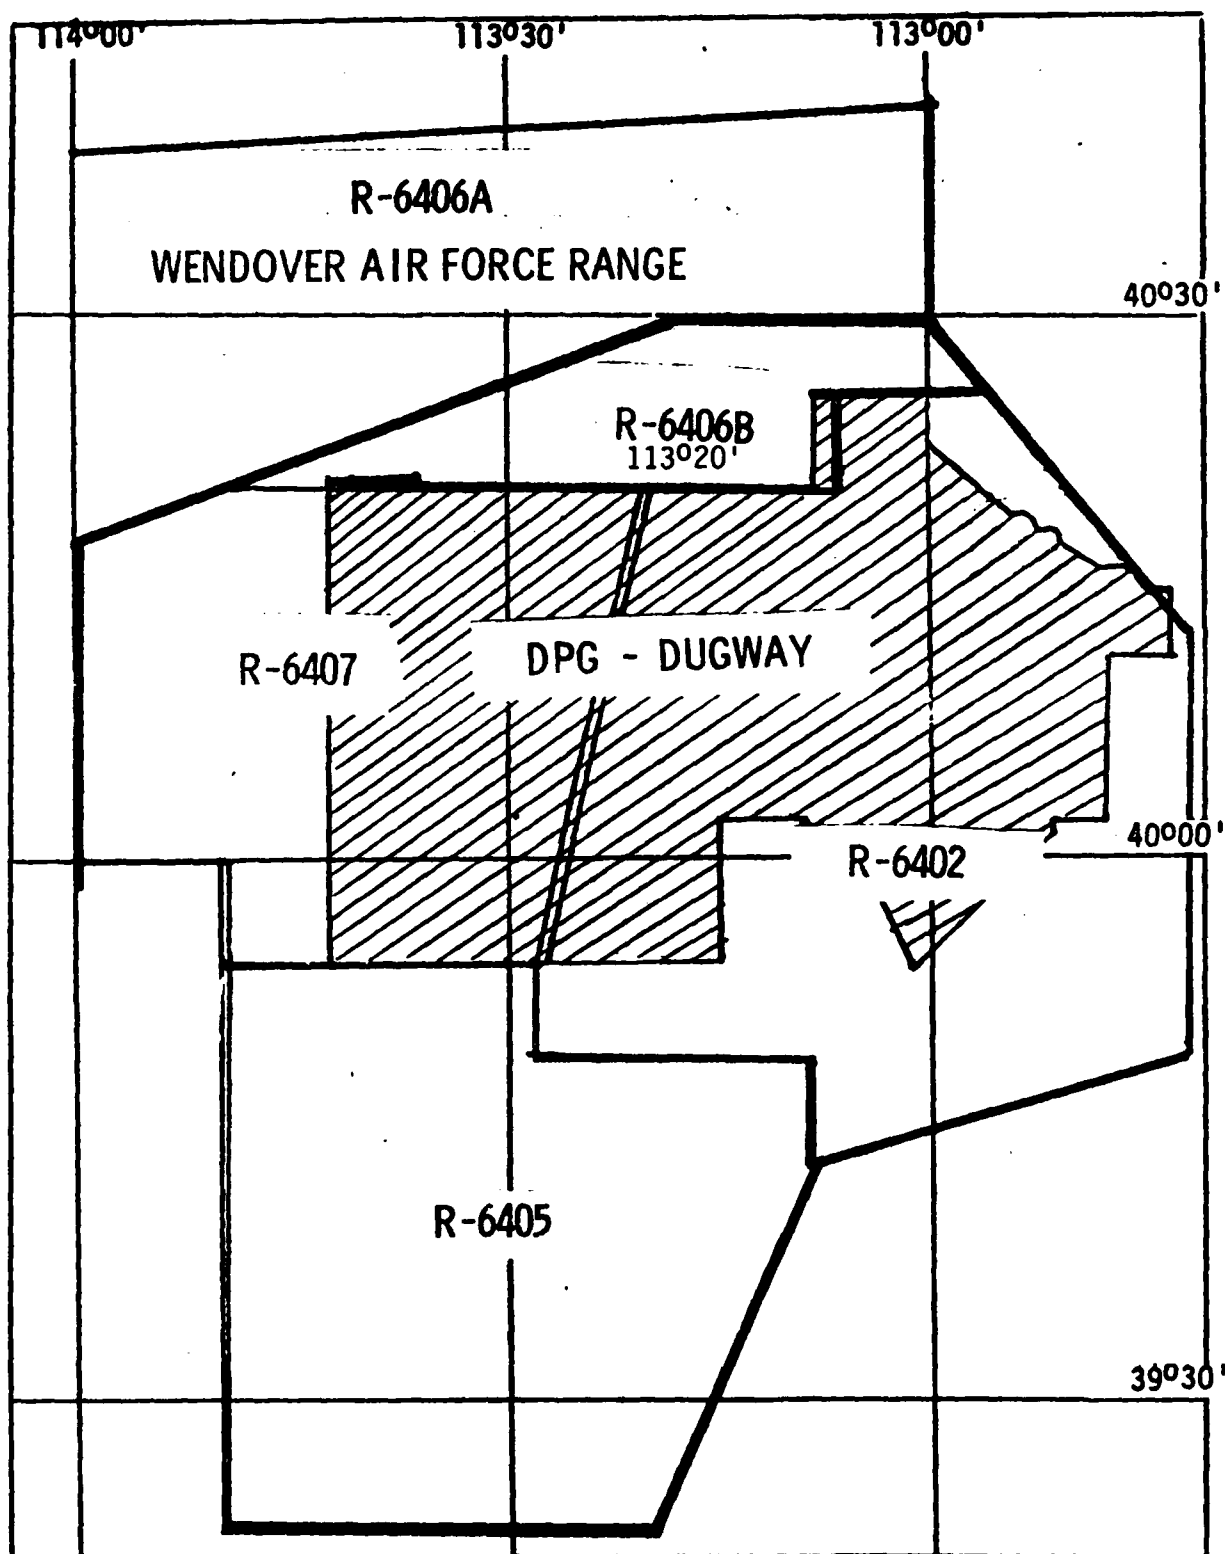 114°00' 113°30' 113°00'
R-6406A
WENDOVER AIR FORCE RANGE
40°30'
R-6406B
113°20'
R-6407
DPG - DUGWAY
40°00'
R-6402
R-6405
39°30'